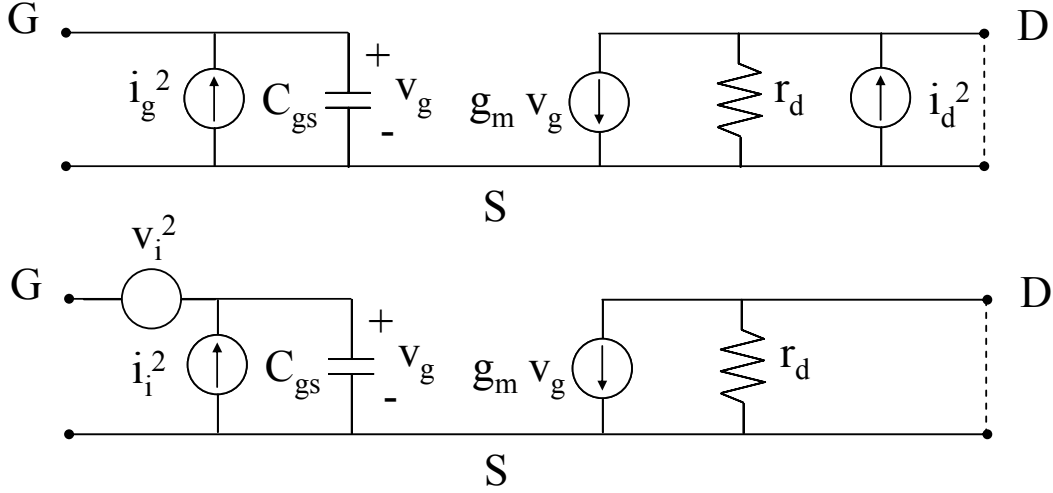 G
D
i_g^2
C_gs
+
v_g
-
g_m v_g
r_d
i_d^2
S
v_i^2
G
D
i_i^2
C_gs
+
v_g
-
g_m v_g
r_d
S